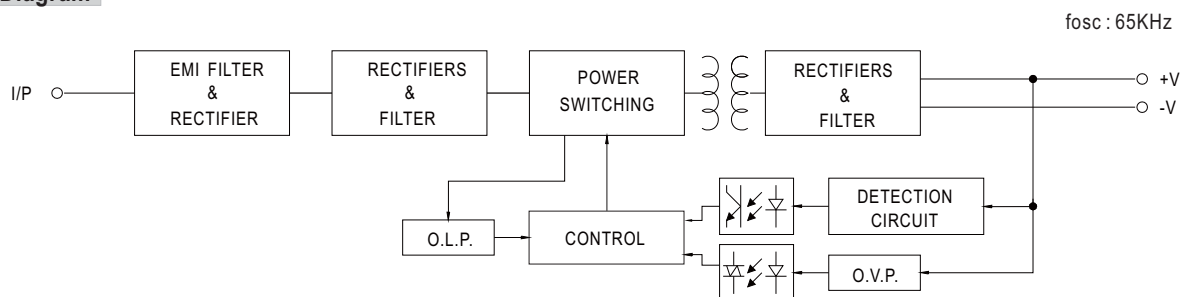 Diagram
fosc : 65KHz
I/P
EMI FILTER
&
RECTIFIER
RECTIFIERS
&
FILTER
POWER
SWITCHING
RECTIFIERS
&
FILTER
+V
-V
O.L.P.
CONTROL
DETECTION
CIRCUIT
O.V.P.